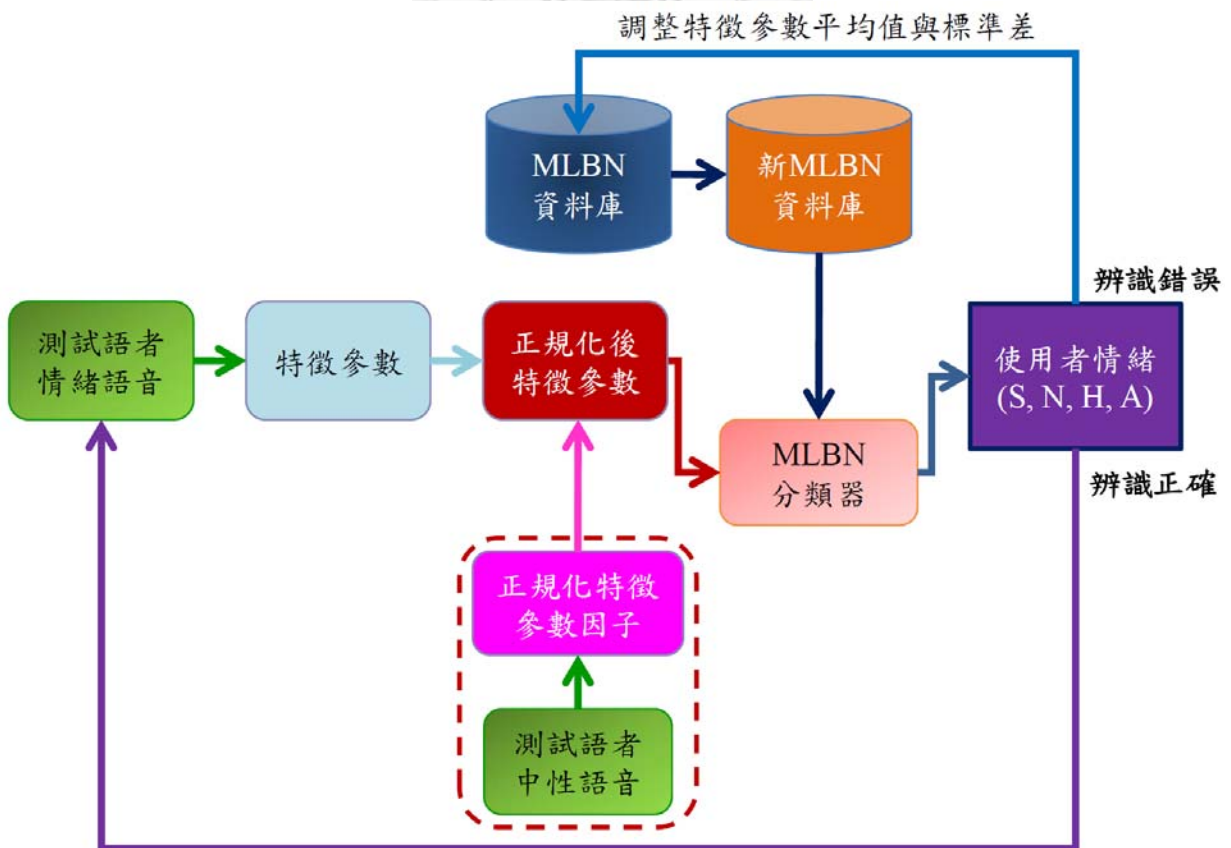 調整特徵參數平均值與標準差
MLBN
資料庫
新MLBN
資料庫
辨識錯誤
測試語者
情緒語音
特徵參數
正規化後
特徵參數
使用者情緒
(S, N, H, A)
MLBN
分類器
辨識正確
正規化特徵
參數因子
測試語者
中性語音